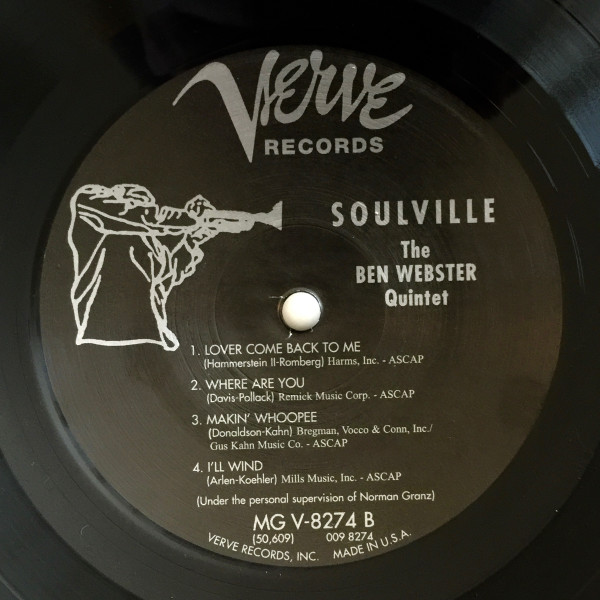 Verve
RECORDS
SOULVILLE
The
BEN WEBSTER
Quintet
1. LOVER COME BACK TO ME
(Hammerstein II-Romberg) Harms, Inc. - ASCAP
2. WHERE ARE YOU
(Davis-Pollack) Remick Music Corp. - ASCAP
3. MAKIN' WHOOPEE
(Donaldson-Kahn) Bregman, Vocco & Conn, Inc./
Gus Kahn Music Co. - ASCAP
4. I'LL WIND
(Arlen-Koehler) Mills Music, Inc. - ASCAP
(Under the personal supervision of Norman Granz)
MG V-8274 B
(50,609) 009 8274
VERVE RECORDS, INC. MADE IN U.S.A.